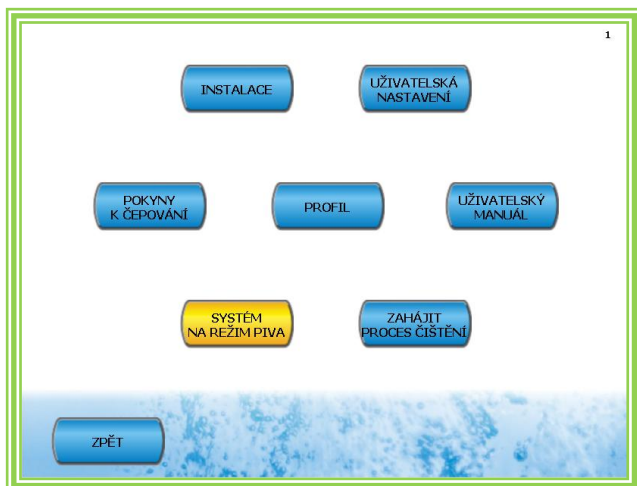 1
INSTALACE
UŽIVATELSKÁ
NASTAVENÍ
POKYNY
K ČEPOVÁNÍ
PROFIL
UŽIVATELSKÝ
MANUÁL
SYSTÉM
NA REŽIM PIVA
ZAHÁJIT
PROCES ČIŠTĚNÍ
ZPĚT